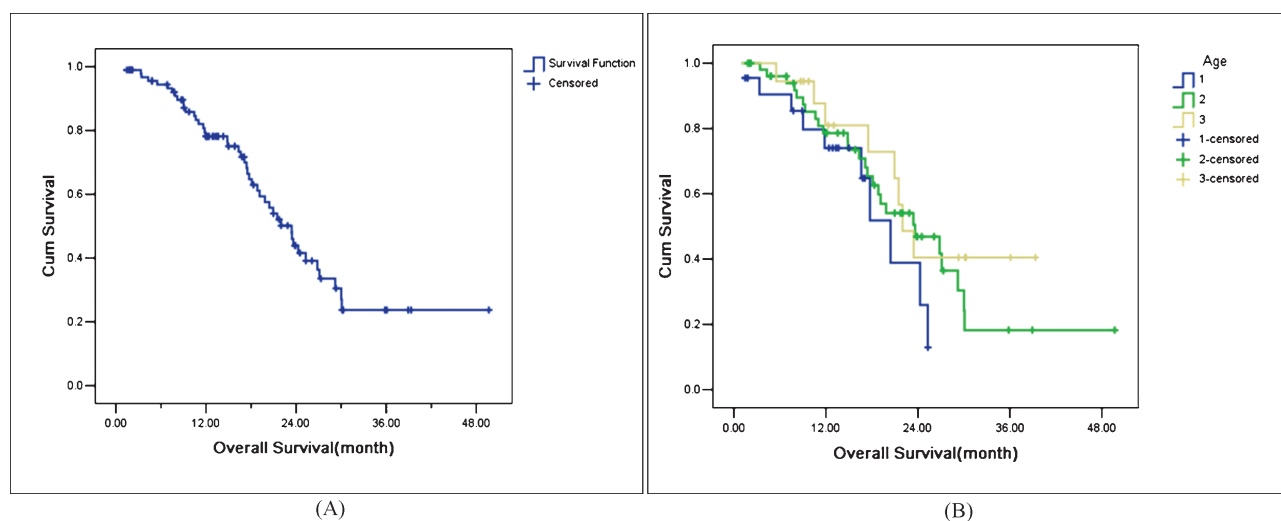 1.0
0.8
0.6
0.4
0.2
0.0
Cum Survival
0.00 12.00 24.00 36.00 48.00
Overall Survival(month)
Survival Function
Censored
(A)
1.0
0.8
0.6
0.4
0.2
0.0
Cum Survival
0.00 12.00 24.00 36.00 48.00
Overall Survival(month)
Age
1
2
3
1-censored
2-censored
3-censored
(B)